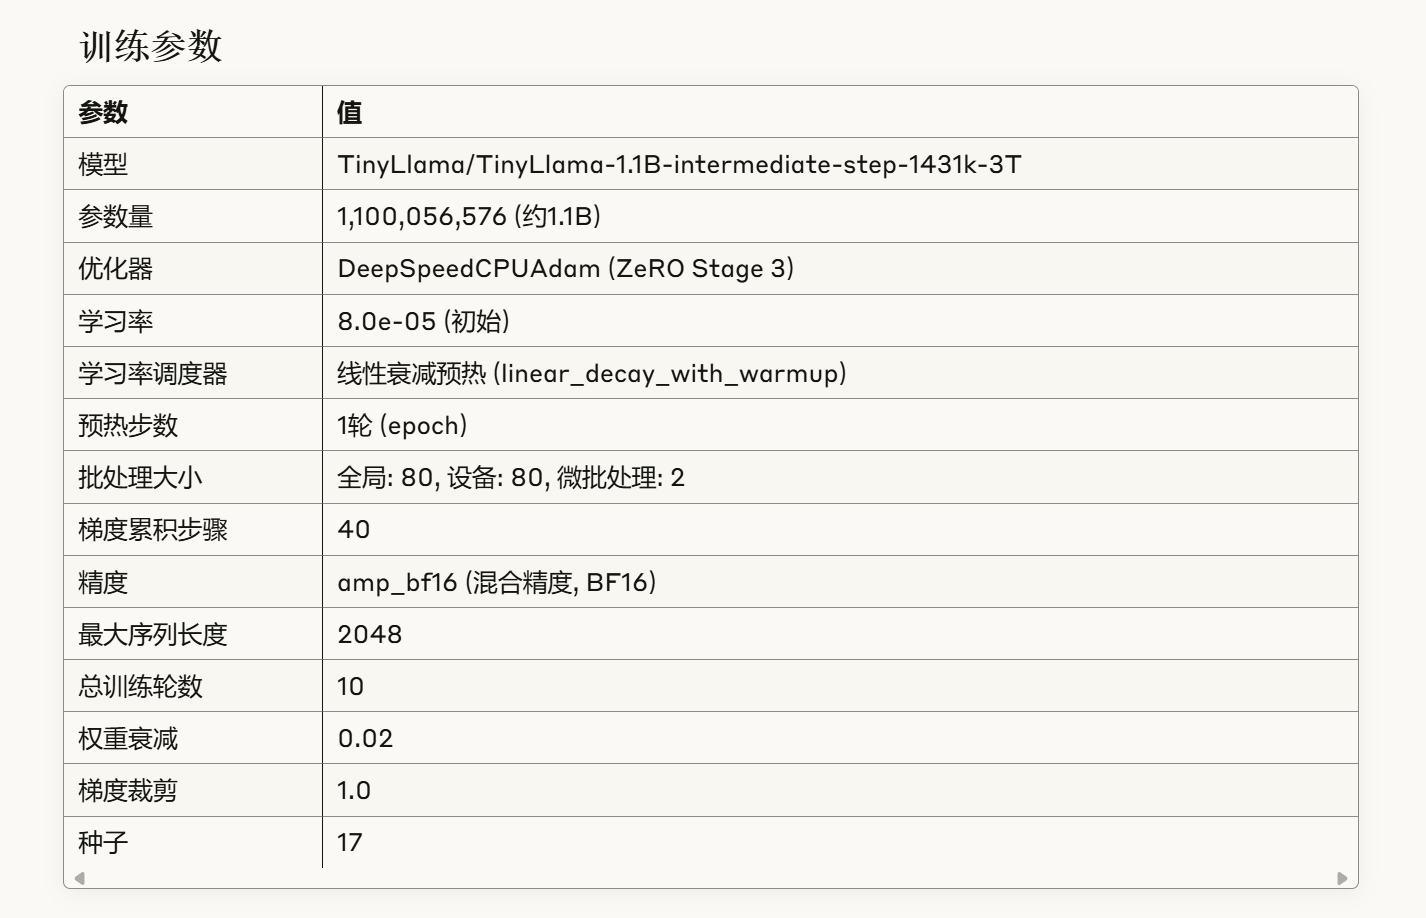 训练参数
参数 值
模型 TinyLlama/TinyLlama-1.1B-intermediate-step-1431k-3T
参数量 1,100,056,576 (约1.1B)
优化器 DeepSpeedCPUAdam (ZeRO Stage 3)
学习率 8.0e-05 (初始)
学习率调度器 线性衰减预热 (linear_decay_with_warmup)
预热步数 1轮 (epoch)
批处理大小 全局: 80, 设备: 80, 微批处理: 2
梯度累积步骤 40
精度 amp_bf16 (混合精度, BF16)
最大序列长度 2048
总训练轮数 10
权重衰减 0.02
梯度裁剪 1.0
种子 17